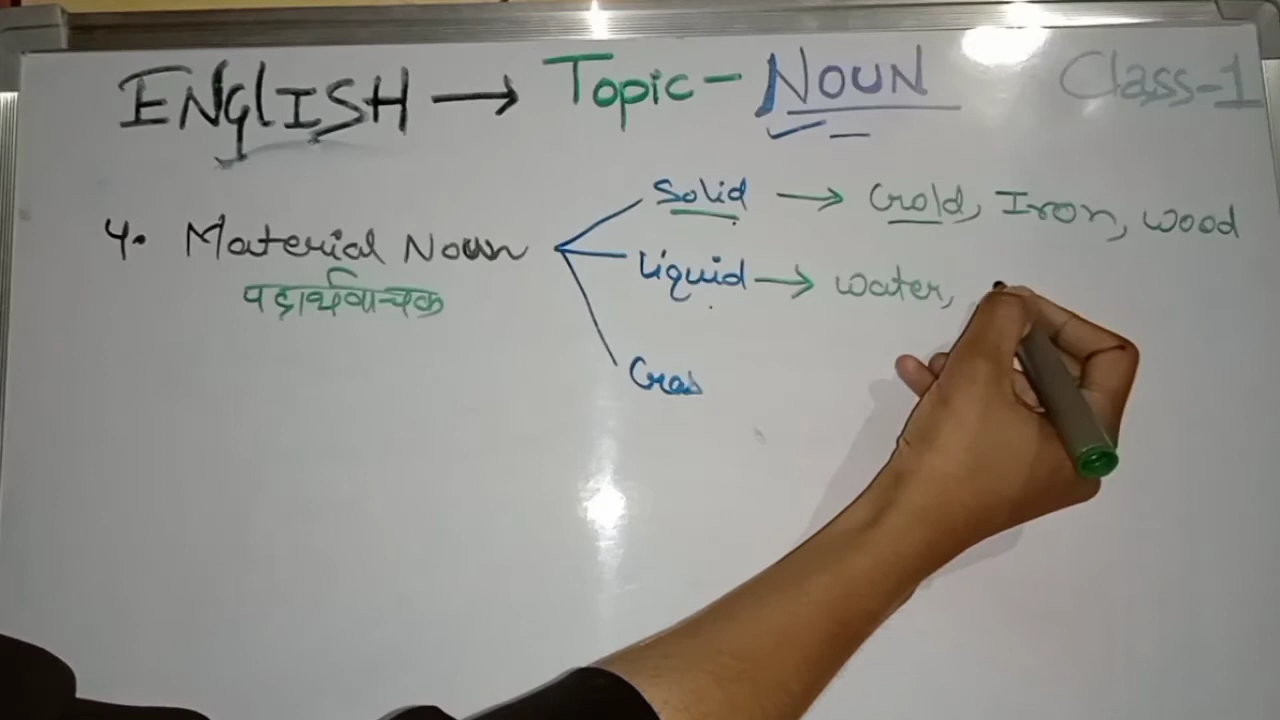 ENGLISH → Topic - NOUN Class-1
Solid → Gold, Iron, wood
4. Material Noun
Liquid → water,
पदार्थवाचक
Gas